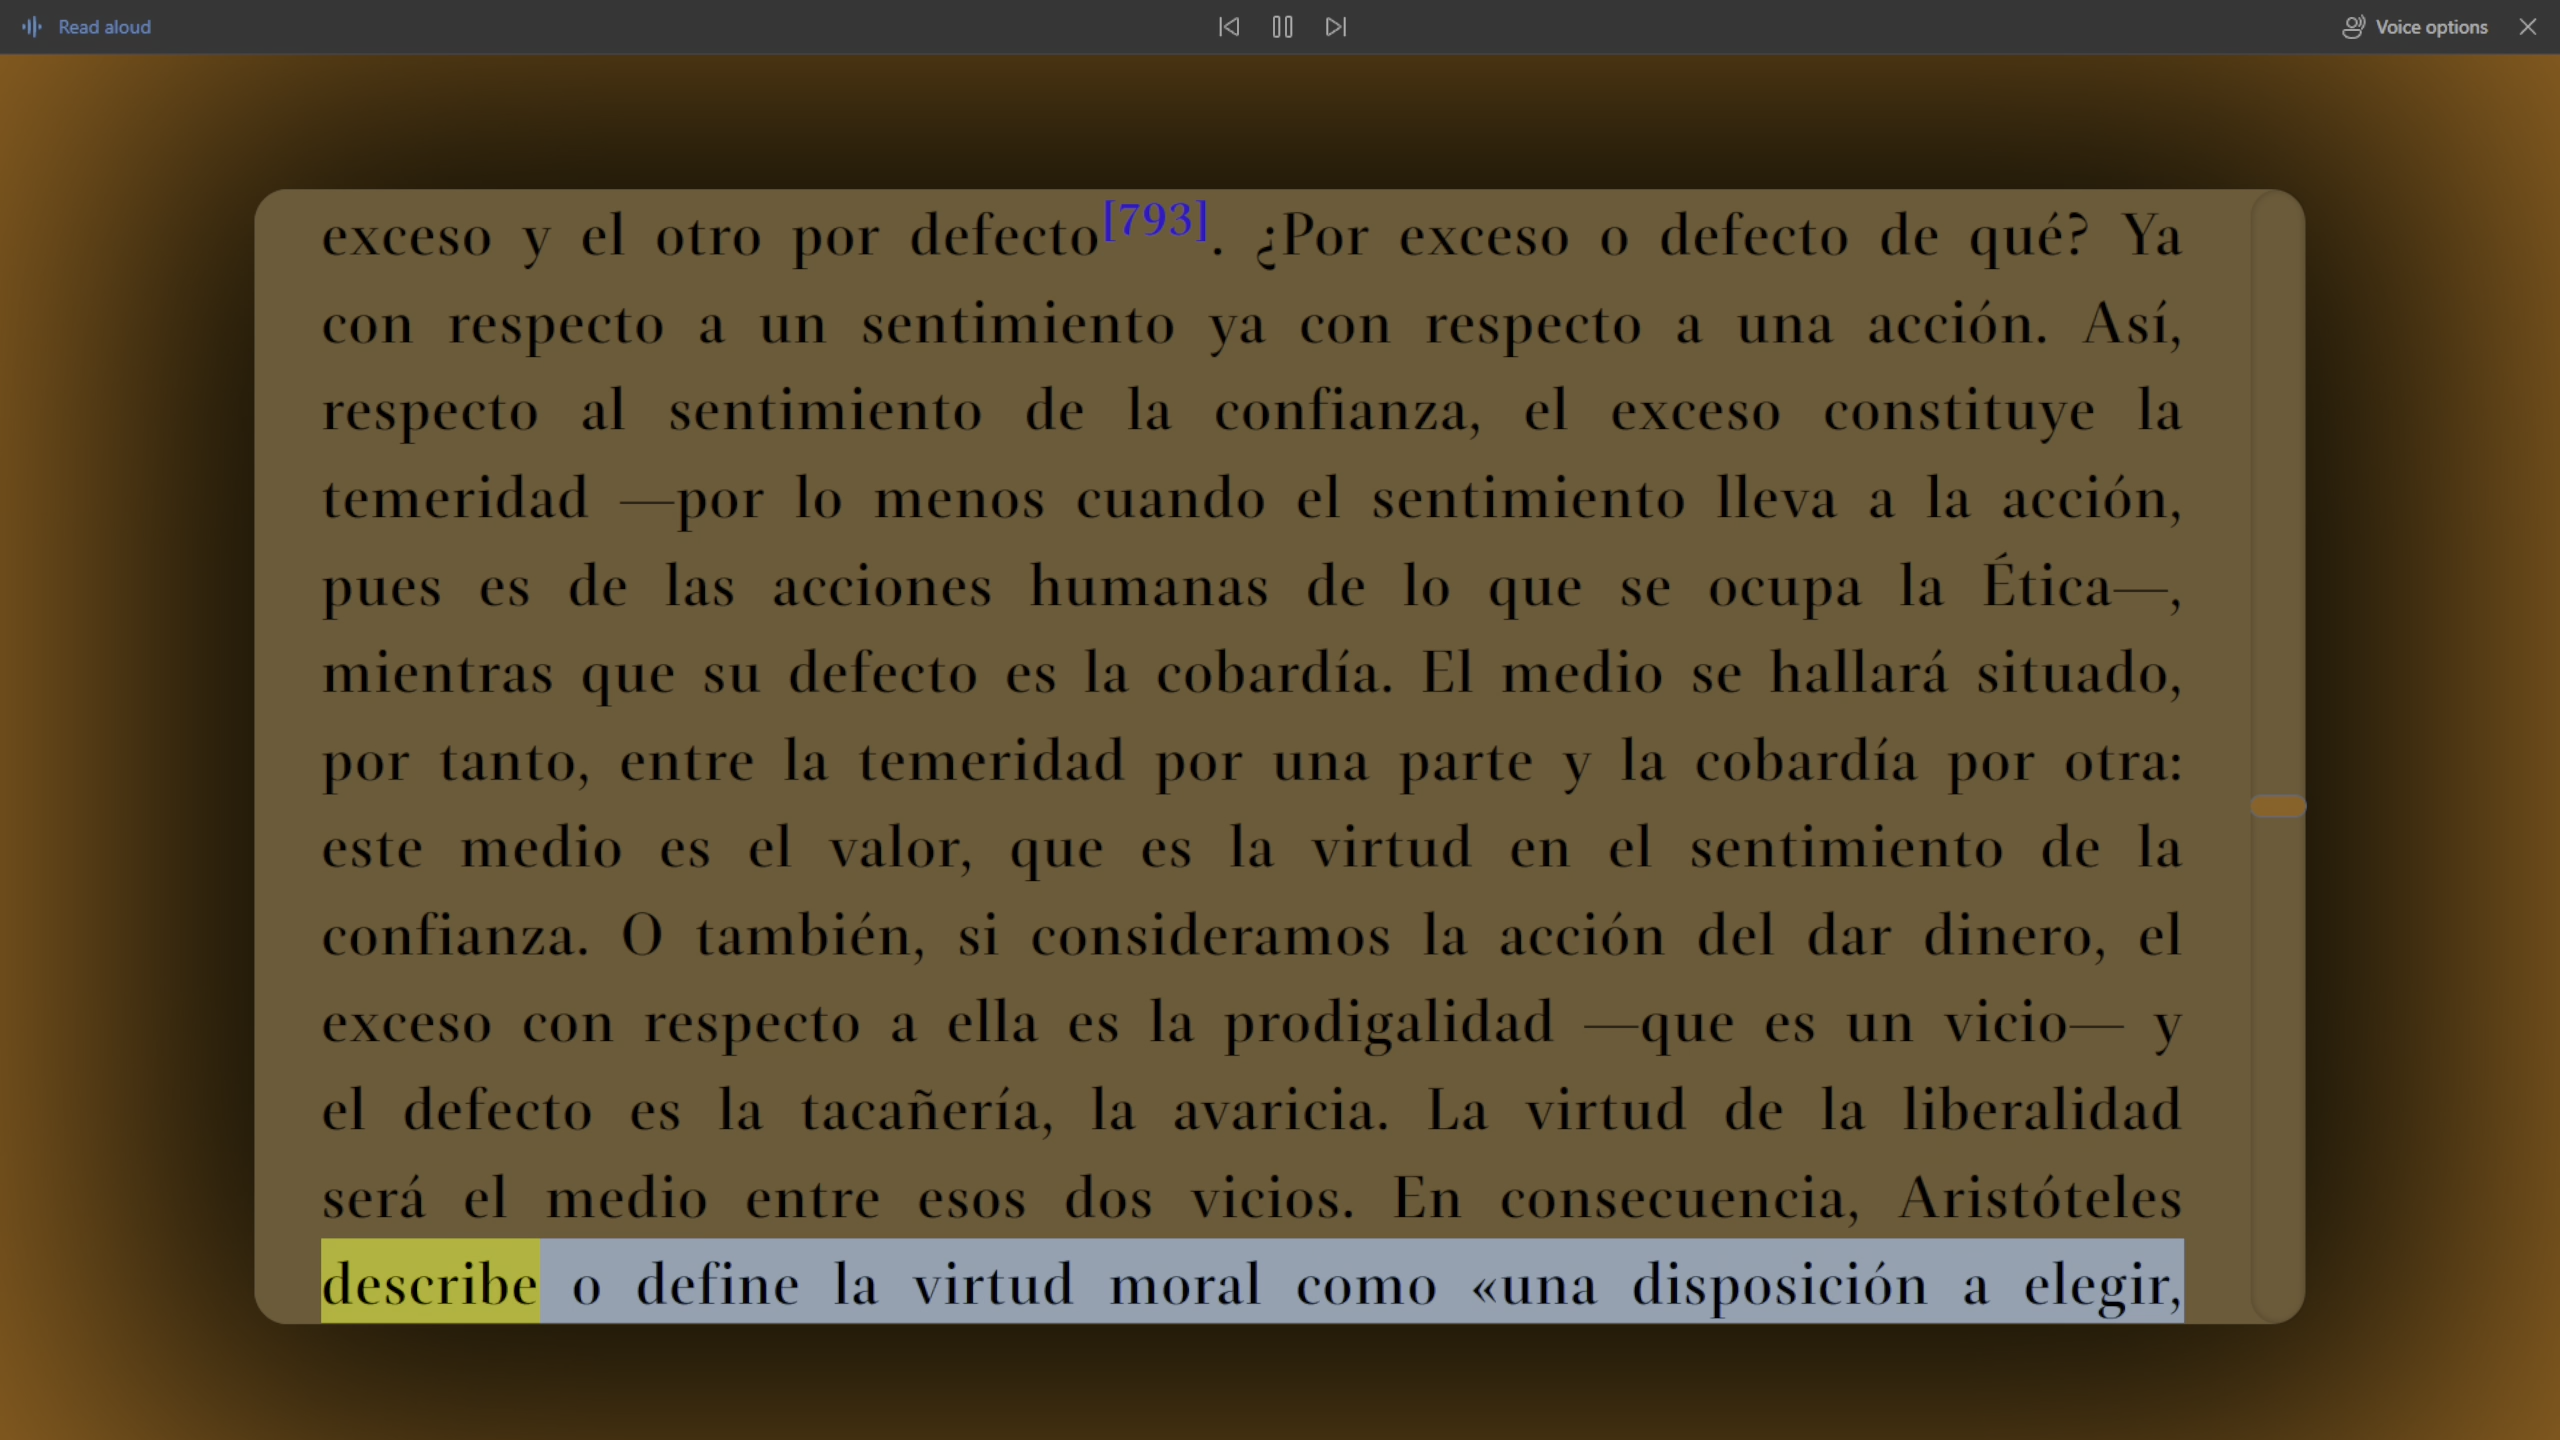 Read aloud
Voice options
exceso y el otro por defecto[793]. ¿Por exceso o defecto de qué? Ya
con respecto a un sentimiento ya con respecto a una acción. Así,
respecto al sentimiento de la confianza, el exceso constituye la
temeridad —por lo menos cuando el sentimiento lleva a la acción,
pues es de las acciones humanas de lo que se ocupa la Ética—,
mientras que su defecto es la cobardía. El medio se hallará situado,
por tanto, entre la temeridad por una parte y la cobardía por otra:
este medio es el valor, que es la virtud en el sentimiento de la
confianza. O también, si consideramos la acción del dar dinero, el
exceso con respecto a ella es la prodigalidad —que es un vicio— y
el defecto es la tacañería, la avaricia. La virtud de la liberalidad
será el medio entre esos dos vicios. En consecuencia, Aristóteles
describe o define la virtud moral como «una disposición a elegir,